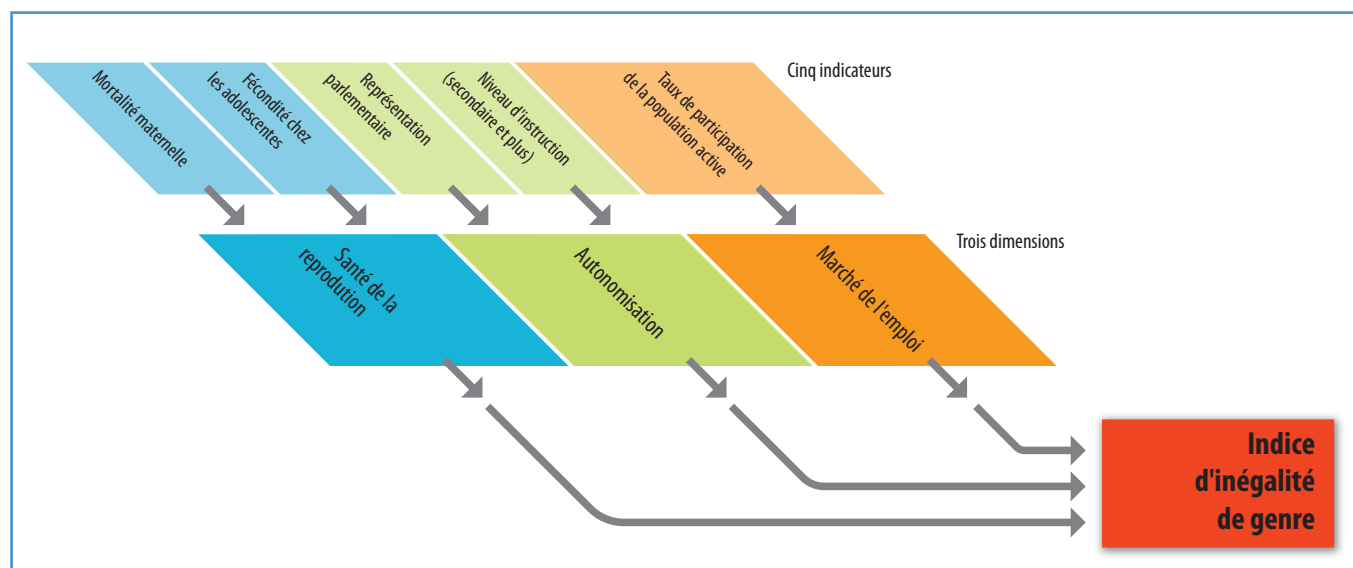 Cinq indicateurs
Mortalité maternelle
Fécondité chez
les adolescentes
Représentation
parlementaire
Niveau d'instruction
(secondaire et plus)
Taux de participation
de la population active
Trois dimensions
Santé de la
reprodution
Autonomisation
Marché de l'emploi
Indice
d'inégalité
de genre